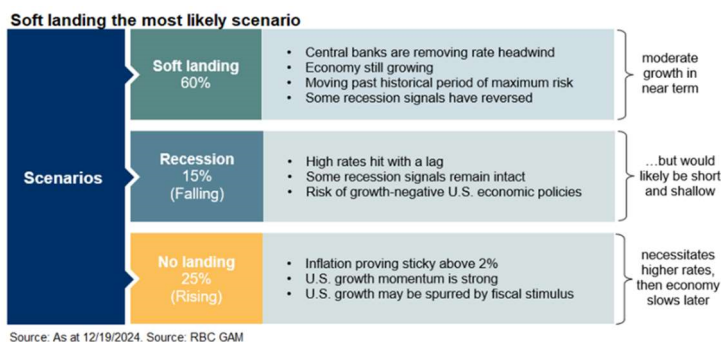 Soft landing the most likely scenario
Scenarios
Soft landing
60%
• Central banks are removing rate headwind
• Economy still growing
• Moving past historical period of maximum risk
• Some recession signals have reversed
moderate
growth in
near term
Recession
15%
(Falling)
• High rates hit with a lag
• Some recession signals remain intact
• Risk of growth-negative U.S. economic policies
...but would
likely be short
and shallow
No landing
25%
(Rising)
• Inflation proving sticky above 2%
• U.S. growth momentum is strong
• U.S. growth may be spurred by fiscal stimulus
necessitates
higher rates,
then economy
slows later
Source: As at 12/19/2024. Source: RBC GAM